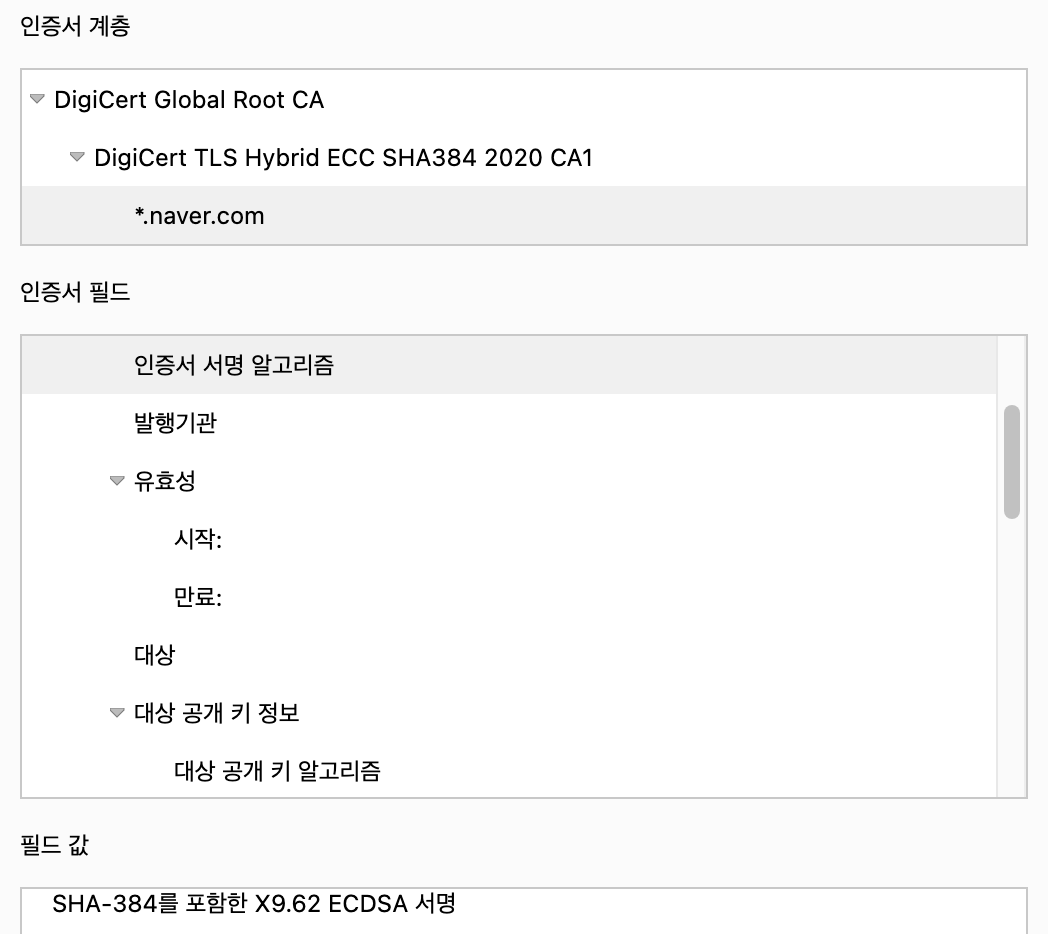 인증서 계층
DigiCert Global Root CA
DigiCert TLS Hybrid ECC SHA384 2020 CA1
*.naver.com
인증서 필드
인증서 서명 알고리즘
발행기관
유효성
시작:
만료:
대상
대상 공개 키 정보
대상 공개 키 알고리즘
필드 값
SHA-384를 포함한 X9.62 ECDSA 서명